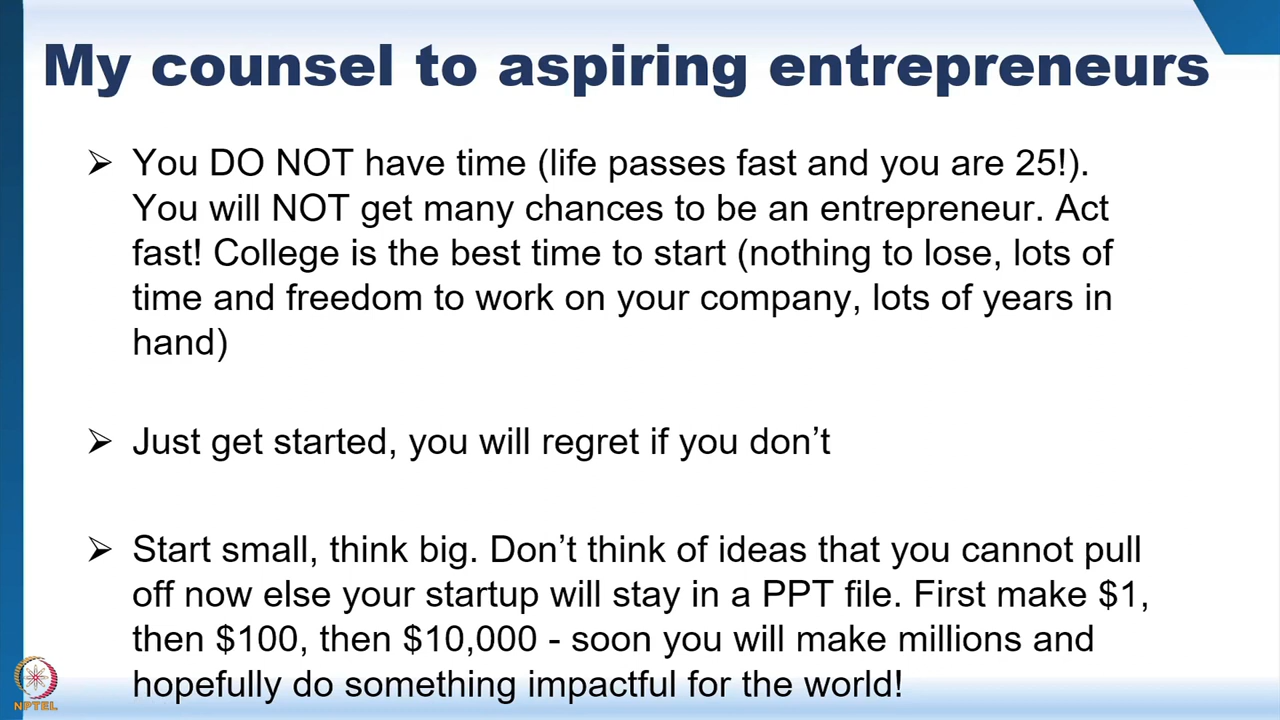 My counsel to aspiring entrepreneurs
➢ You DO NOT have time (life passes fast and you are 25!).
You will NOT get many chances to be an entrepreneur. Act
fast! College is the best time to start (nothing to lose, lots of
time and freedom to work on your company, lots of years in
hand)
➢ Just get started, you will regret if you don’t
➢ Start small, think big. Don’t think of ideas that you cannot pull
off now else your startup will stay in a PPT file. First make $1,
then $100, then $10,000 - soon you will make millions and
hopefully do something impactful for the world!
NPTEL